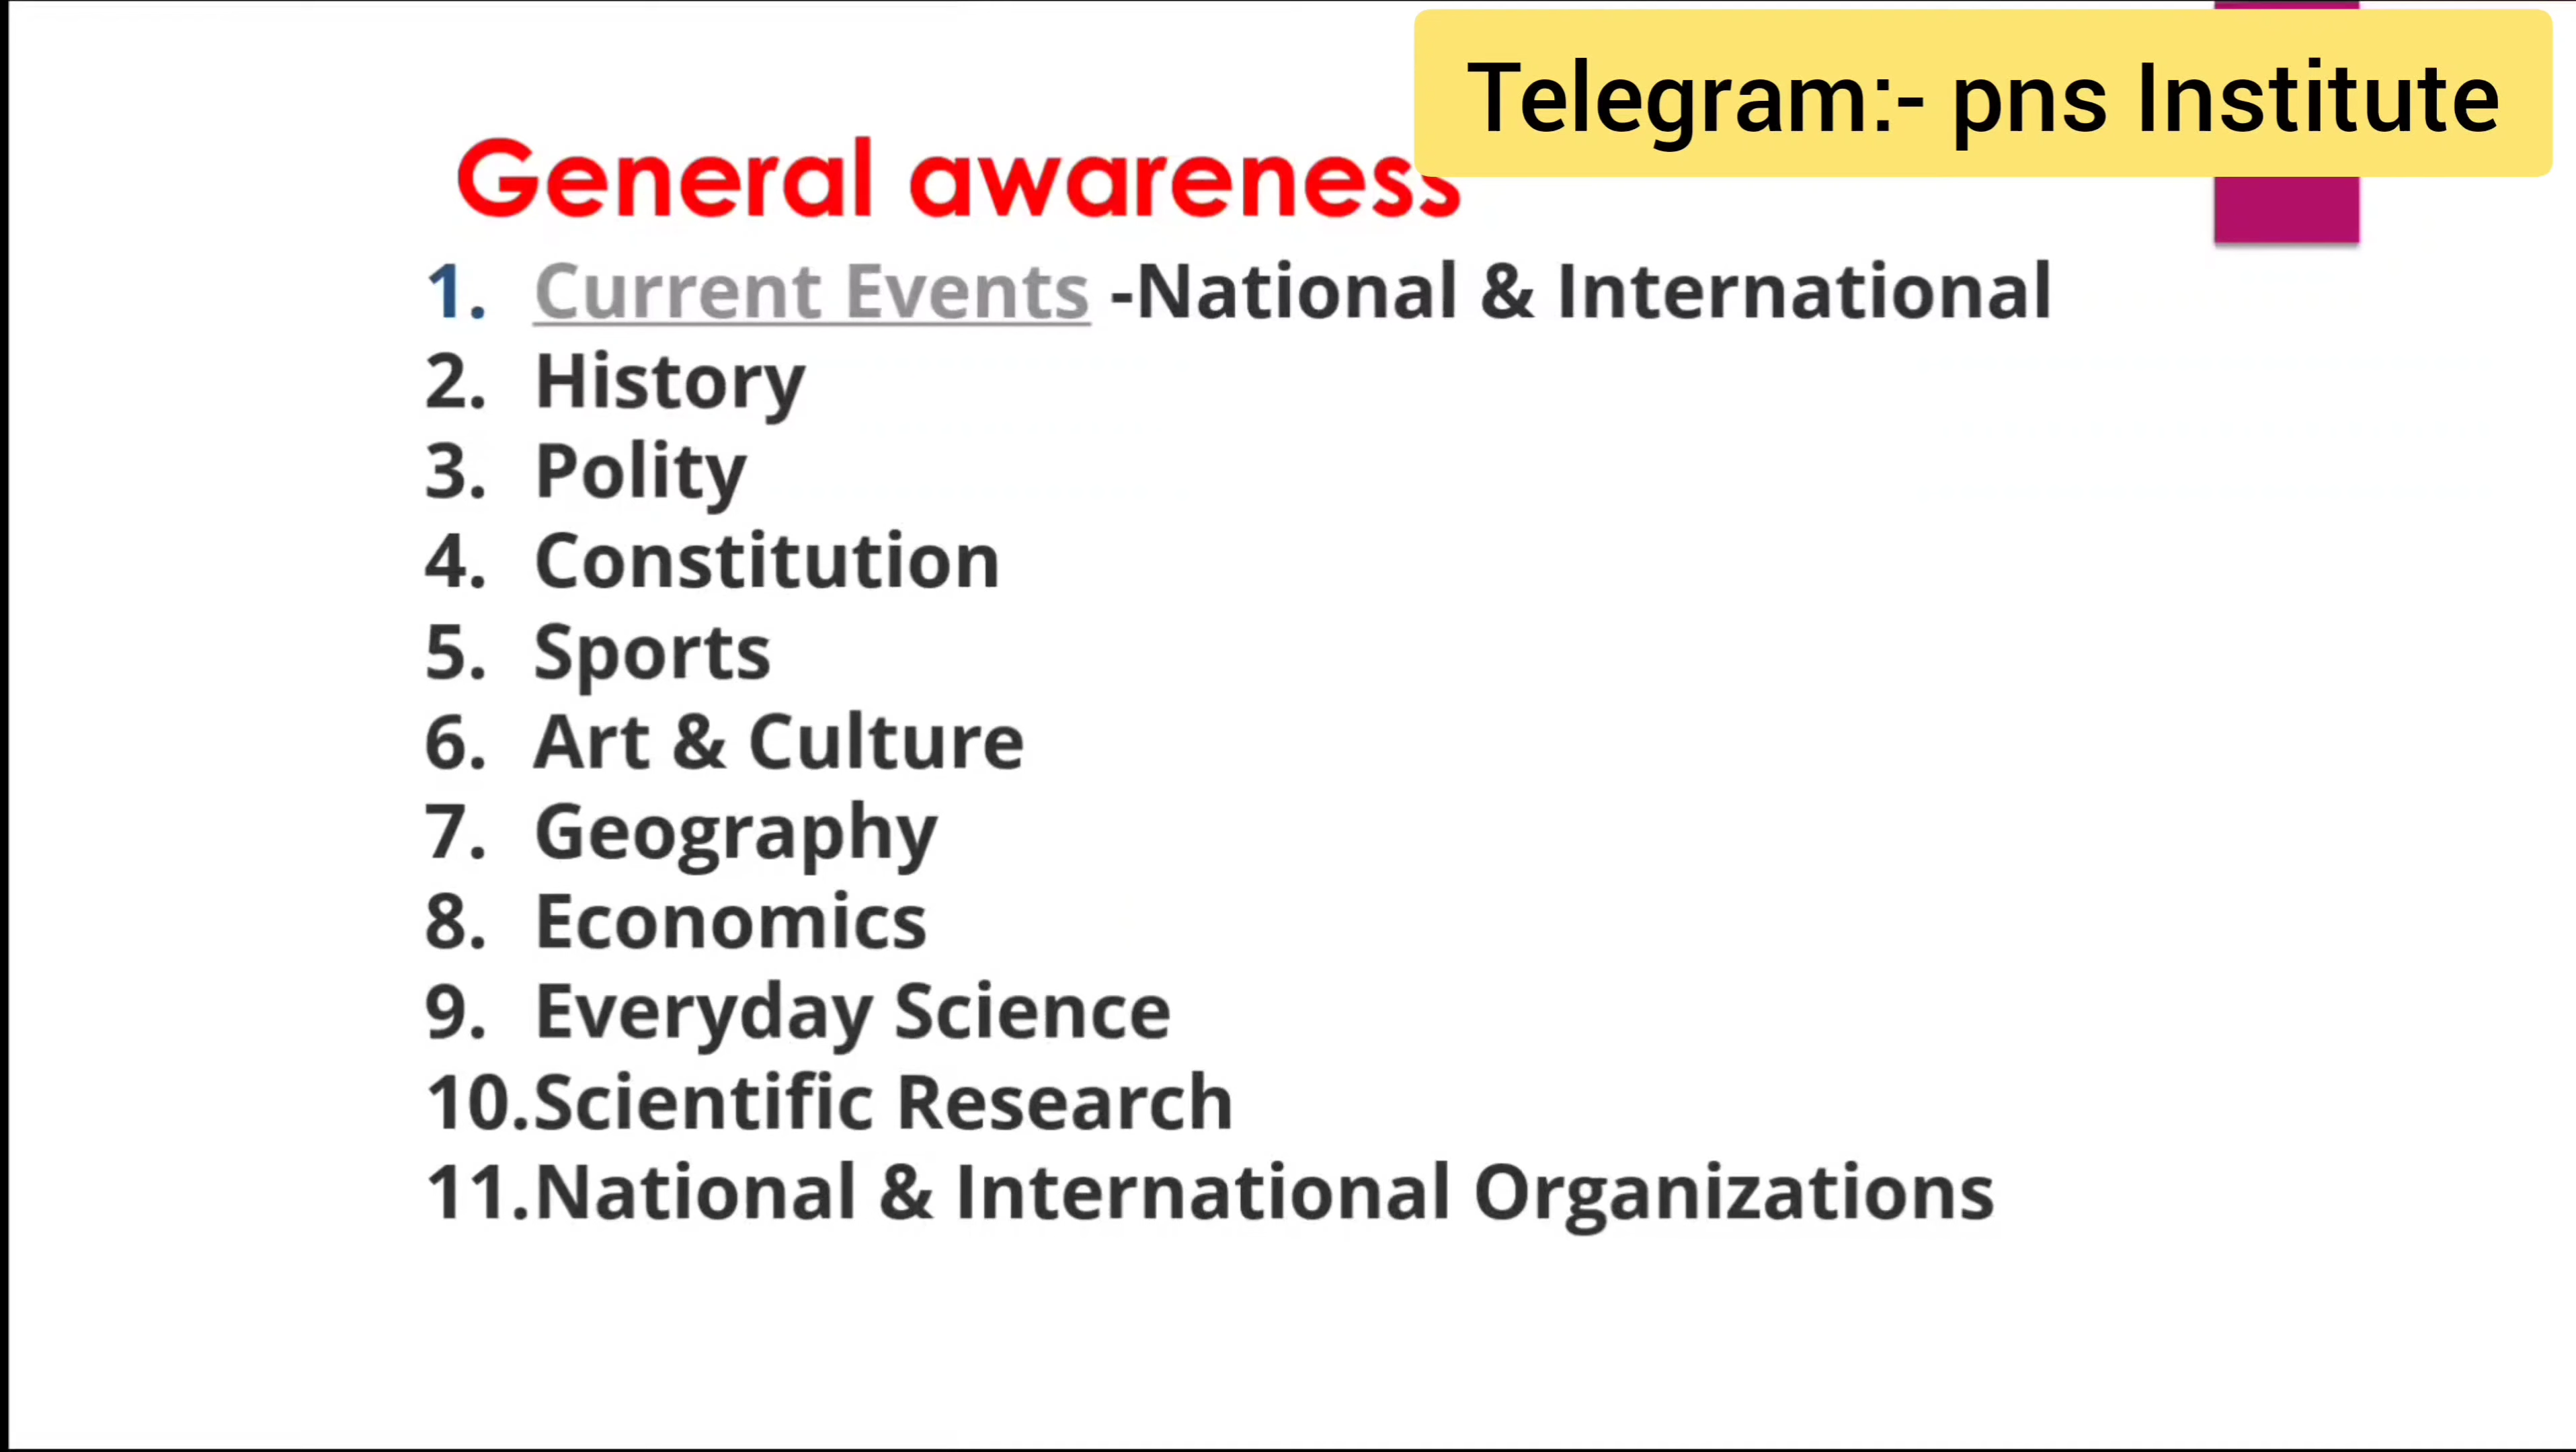 Telegram:- pns Institute
General awareness
1. Current Events -National & International
2. History
3. Polity
4. Constitution
5. Sports
6. Art & Culture
7. Geography
8. Economics
9. Everyday Science
10.Scientific Research
11.National & International Organizations